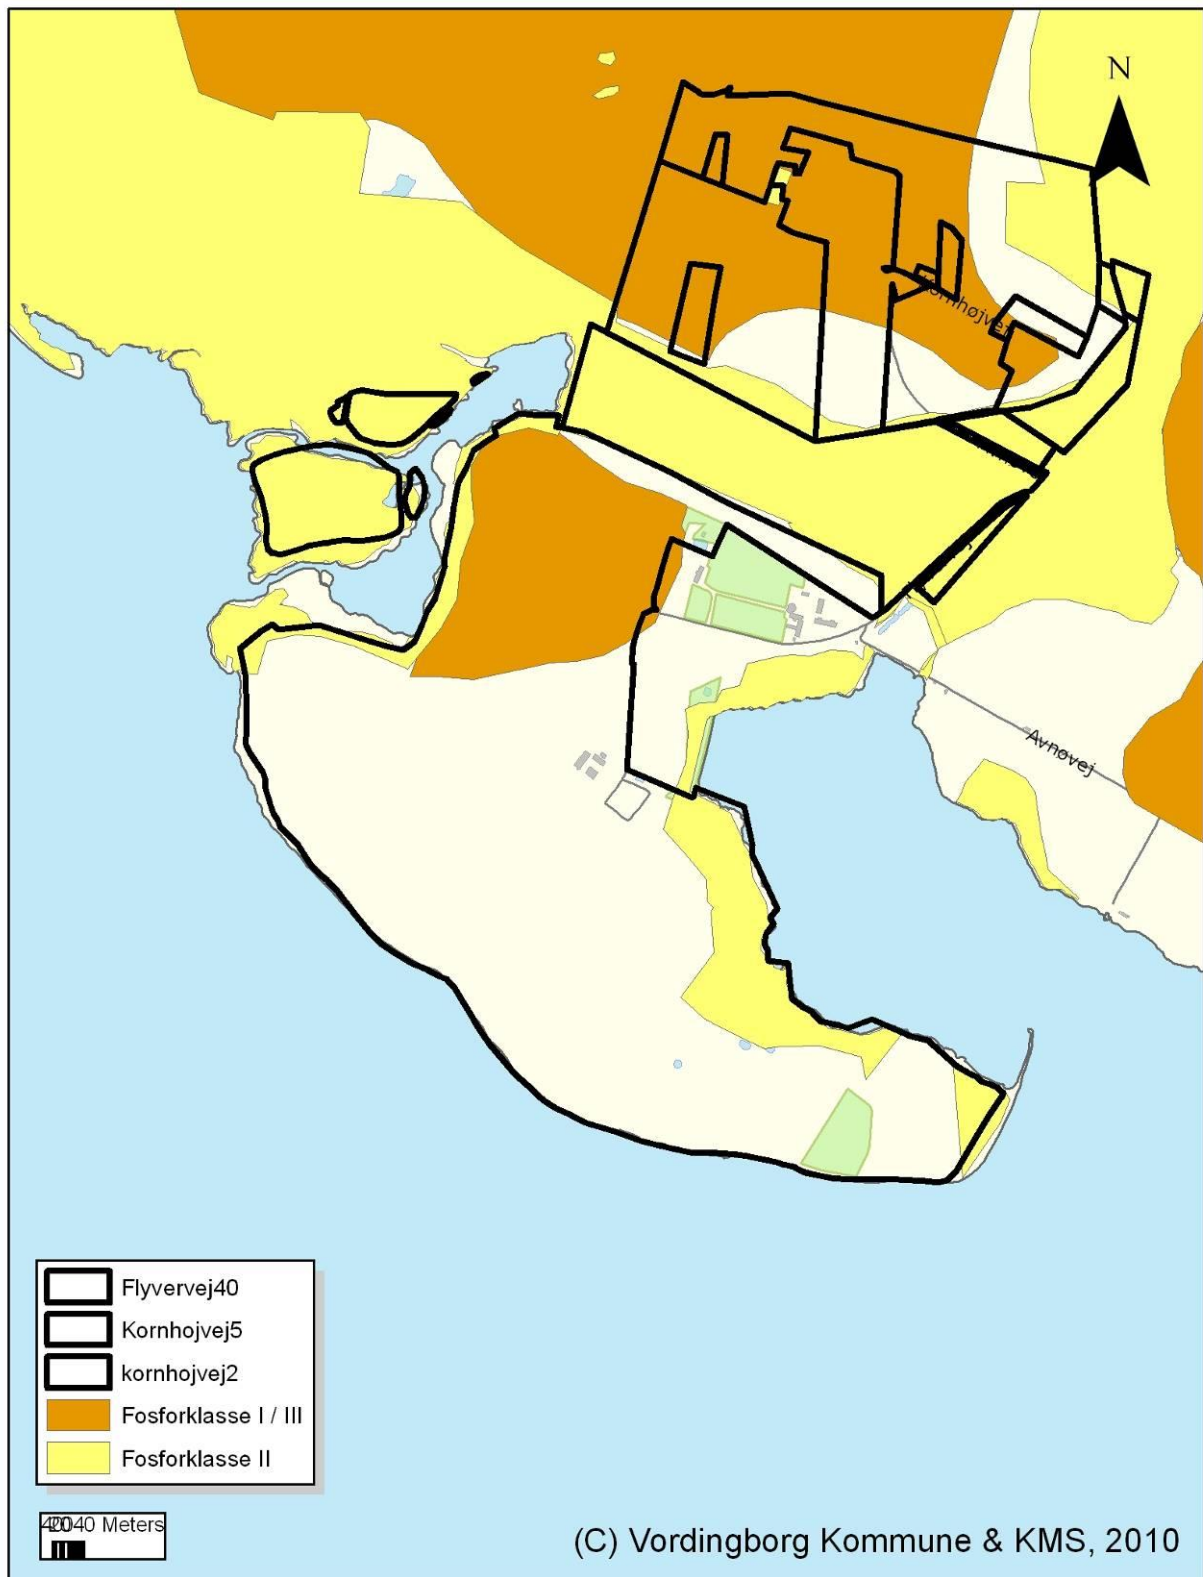 N
Kornhøjvej
Avnøvej
Flyvervej40
Kornhojvej5
kornhojvej2
Fosforklasse I / III
Fosforklasse II
Meters
(C) Vordingborg Kommune & KMS, 2010